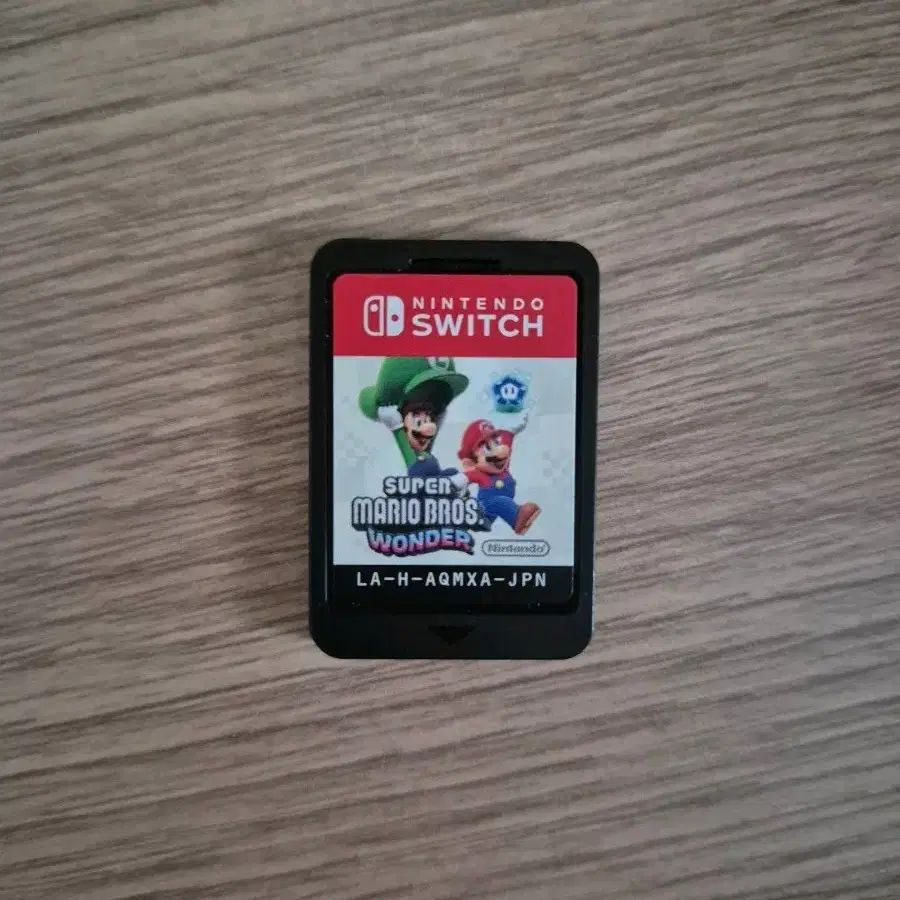 NINTENDO
SWITCH
L
SUPER
MARIO BROS.
WONDER
Nintendo
LA-H-AQMXA-JPN